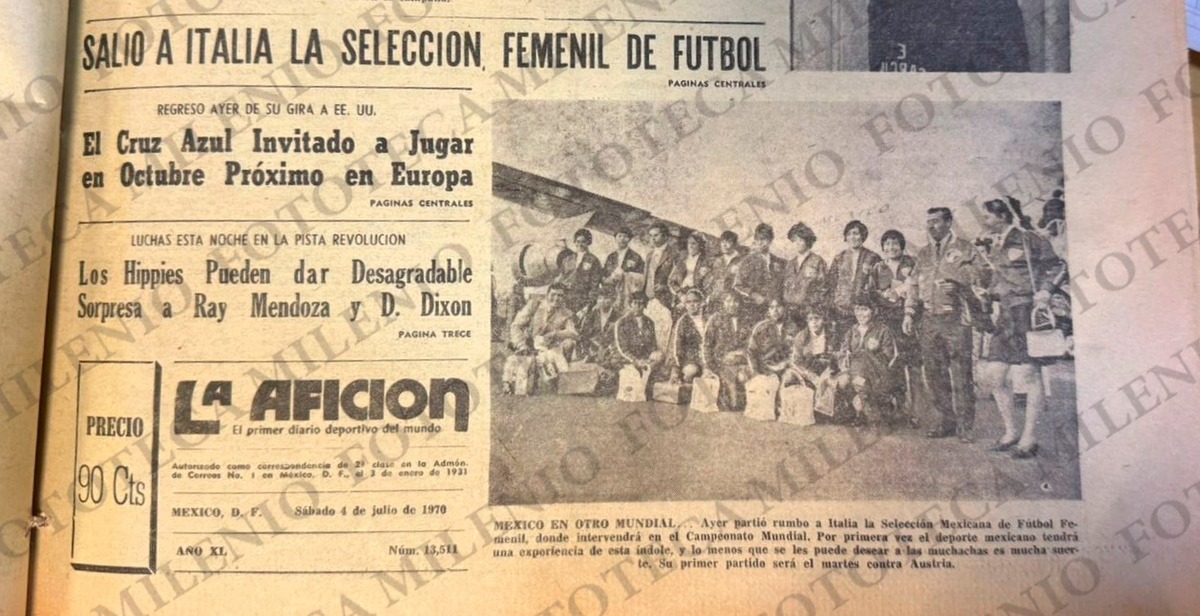 SALIO A ITALIA LA SELECCION FEMENIL DE FUTBOL
PAGINAS CENTRALES
REGRESO AYER DE SU GIRA A EE. UU.
El Cruz Azul Invitado a Jugar
en Octubre Próximo en Europa
PAGINAS CENTRALES
LUCHAS ESTA NOCHE EN LA PISTA REVOLUCION
Los Hippies Pueden dar Desagradable
Sorpresa a Ray Mendoza y D. Dixon
PAGINA TRECE
PRECIO
90 Cts
LA AFICION
El primer diario deportivo del mundo
Autorizado como correspondencia de 2ª clase en la Admón.
de Correos No. 1 en México, D. F., el 3 de enero de 1931
MEXICO, D. F. Sábado 4 de julio de 1970
AÑO XL Núm. 13,511
MEXICO EN OTRO MUNDIAL... Ayer partió rumbo a Italia la Selección Mexicana de Fútbol Fe-
menil, donde intervendrá en el Campeonato Mundial. Por primera vez el deporte mexicano tendrá
una experiencia de esta índole, y lo menos que se les puede desear a las muchachas es mucha suer-
te. Su primer partido será el martes contra Austria.
MILENIO FOTOTECA